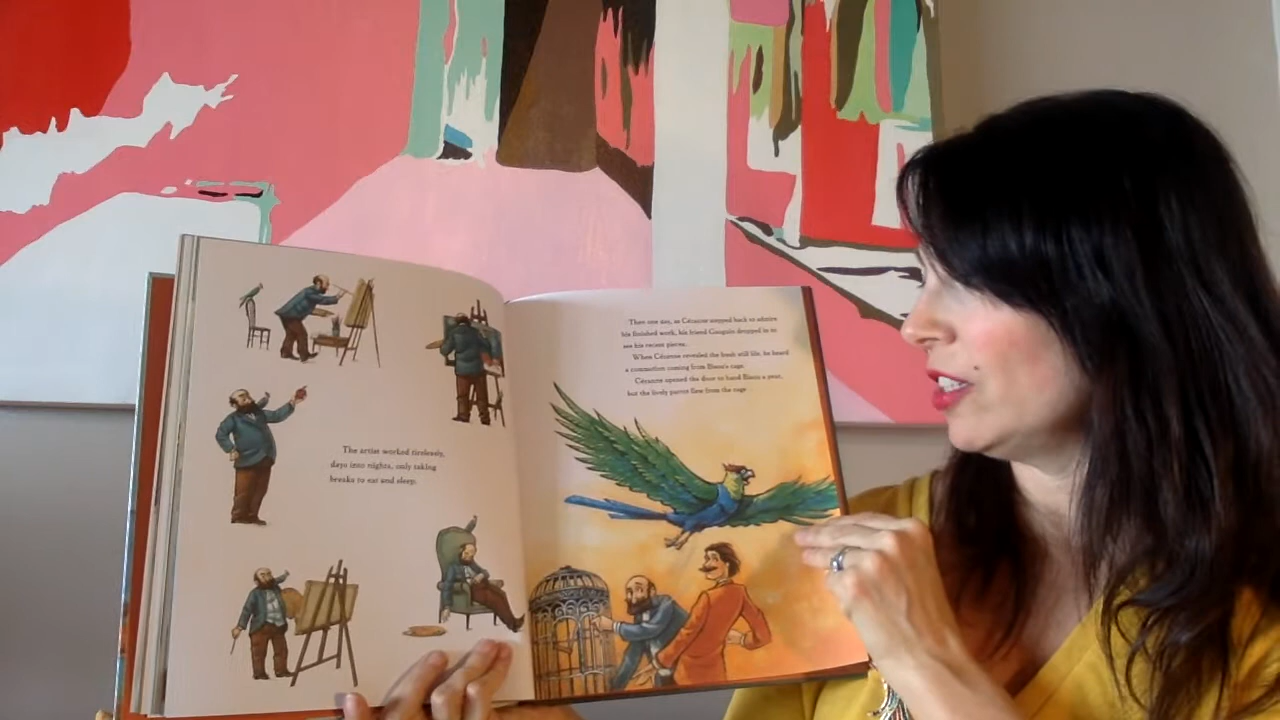 The artist worked tirelessly,
days into nights, only taking
breaks to eat and sleep.
Then one day, as Cézanne stepped back to admire
his finished work, his friend Gauguin dropped in to
see his recent pieces.
When Cézanne revealed the lush still life, he heard
a commotion coming from Bisou's cage.
Cézanne opened the door to hand Bisou a pear,
but the lively parrot flew from the cage